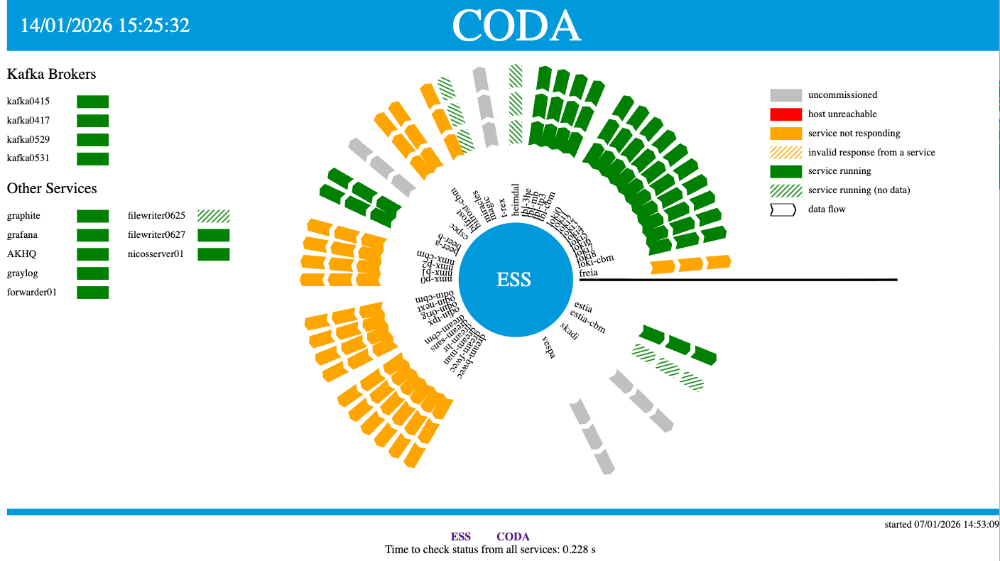 14/01/2026 15:25:32
CODA
Kafka Brokers
kafka0415
kafka0417
kafka0529
kafka0531
Other Services
graphite
filewriter0625
grafana
filewriter0627
AKHQ
nicosserver01
graylog
forwarder01
uncommissioned
host unreachable
service not responding
invalid response from a service
service running
service running (no data)
data flow
ESS
nmx-p0
nmx-p1
nmx-p2
nmx-cbm
beer-a
beer-b
cspec
bifrost
bifrost-cbm
miracles
magic
t-rex
heimdal
tbl-3he
tbl-mb
tbl-tp3
tbl-cbm
loki0
loki7
loki8
loki-cbm
freia
estia
estia-cbm
skadi
vespa
dream-bwec
dream-fwec
dream-man
dream-hr
dream-sans
dream-cbm
odin-tpx
odin-orig
odin-next
odin-cbm
started 07/01/2026 14:53:09
ESS CODA
Time to check status from all services: 0.228 s